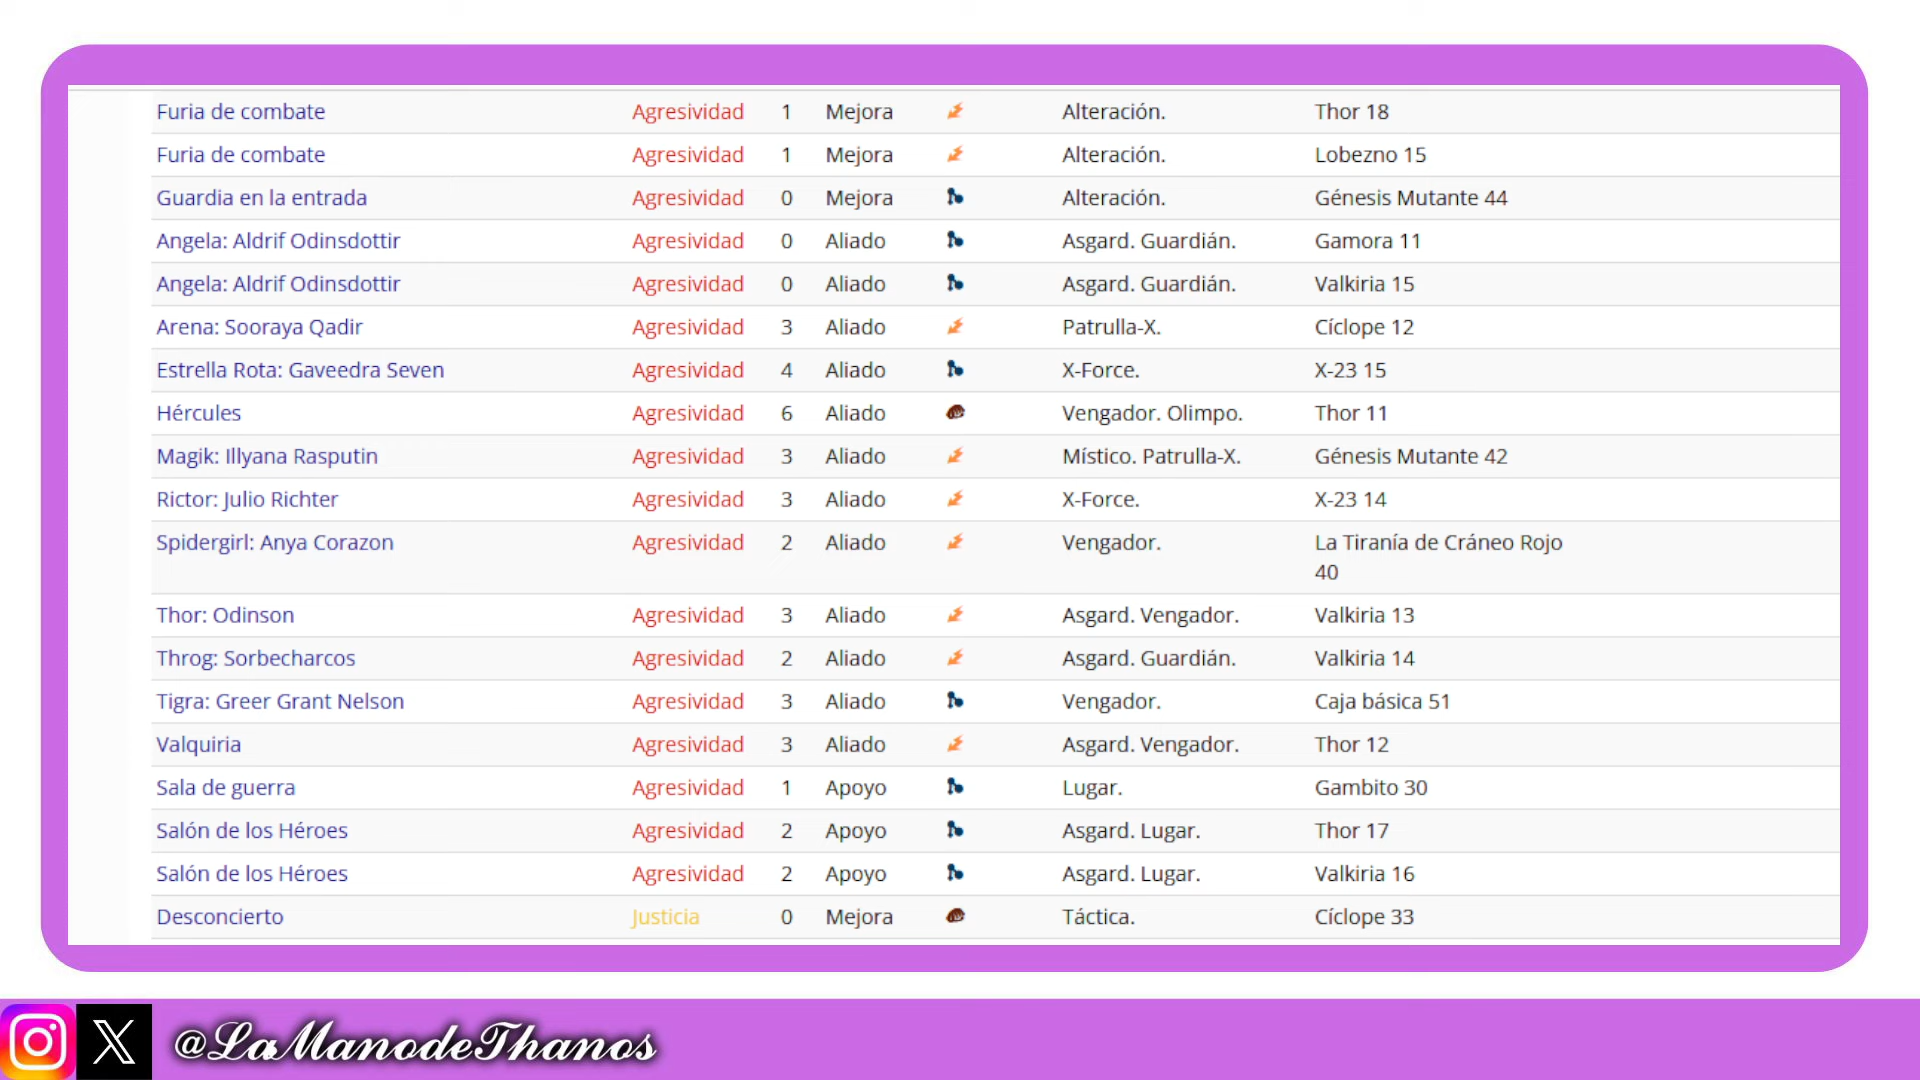 Furia de combate Agresividad 1 Mejora Alteración. Thor 18
Furia de combate Agresividad 1 Mejora Alteración. Lobezno 15
Guardia en la entrada Agresividad 0 Mejora Alteración. Génesis Mutante 44
Angela: Aldrif Odinsdottir Agresividad 0 Aliado Asgard. Guardián. Gamora 11
Angela: Aldrif Odinsdottir Agresividad 0 Aliado Asgard. Guardián. Valkiria 15
Arena: Sooraya Qadir Agresividad 3 Aliado Patrulla-X. Cíclope 12
Estrella Rota: Gaveedra Seven Agresividad 4 Aliado X-Force. X-23 15
Hércules Agresividad 6 Aliado Vengador. Olimpo. Thor 11
Magik: Illyana Rasputin Agresividad 3 Aliado Místico. Patrulla-X. Génesis Mutante 42
Rictor: Julio Richter Agresividad 3 Aliado X-Force. X-23 14
Spidergirl: Anya Corazon Agresividad 2 Aliado Vengador. La Tiranía de Cráneo Rojo
40
Thor: Odinson Agresividad 3 Aliado Asgard. Vengador. Valkiria 13
Throg: Sorbecharcos Agresividad 2 Aliado Asgard. Guardián. Valkiria 14
Tigra: Greer Grant Nelson Agresividad 3 Aliado Vengador. Caja básica 51
Valquiria Agresividad 3 Aliado Asgard. Vengador. Thor 12
Sala de guerra Agresividad 1 Apoyo Lugar. Gambito 30
Salón de los Héroes Agresividad 2 Apoyo Asgard. Lugar. Thor 17
Salón de los Héroes Agresividad 2 Apoyo Asgard. Lugar. Valkiria 16
Desconcierto Justicia 0 Mejora Táctica. Cíclope 33
@LaManodeThanos